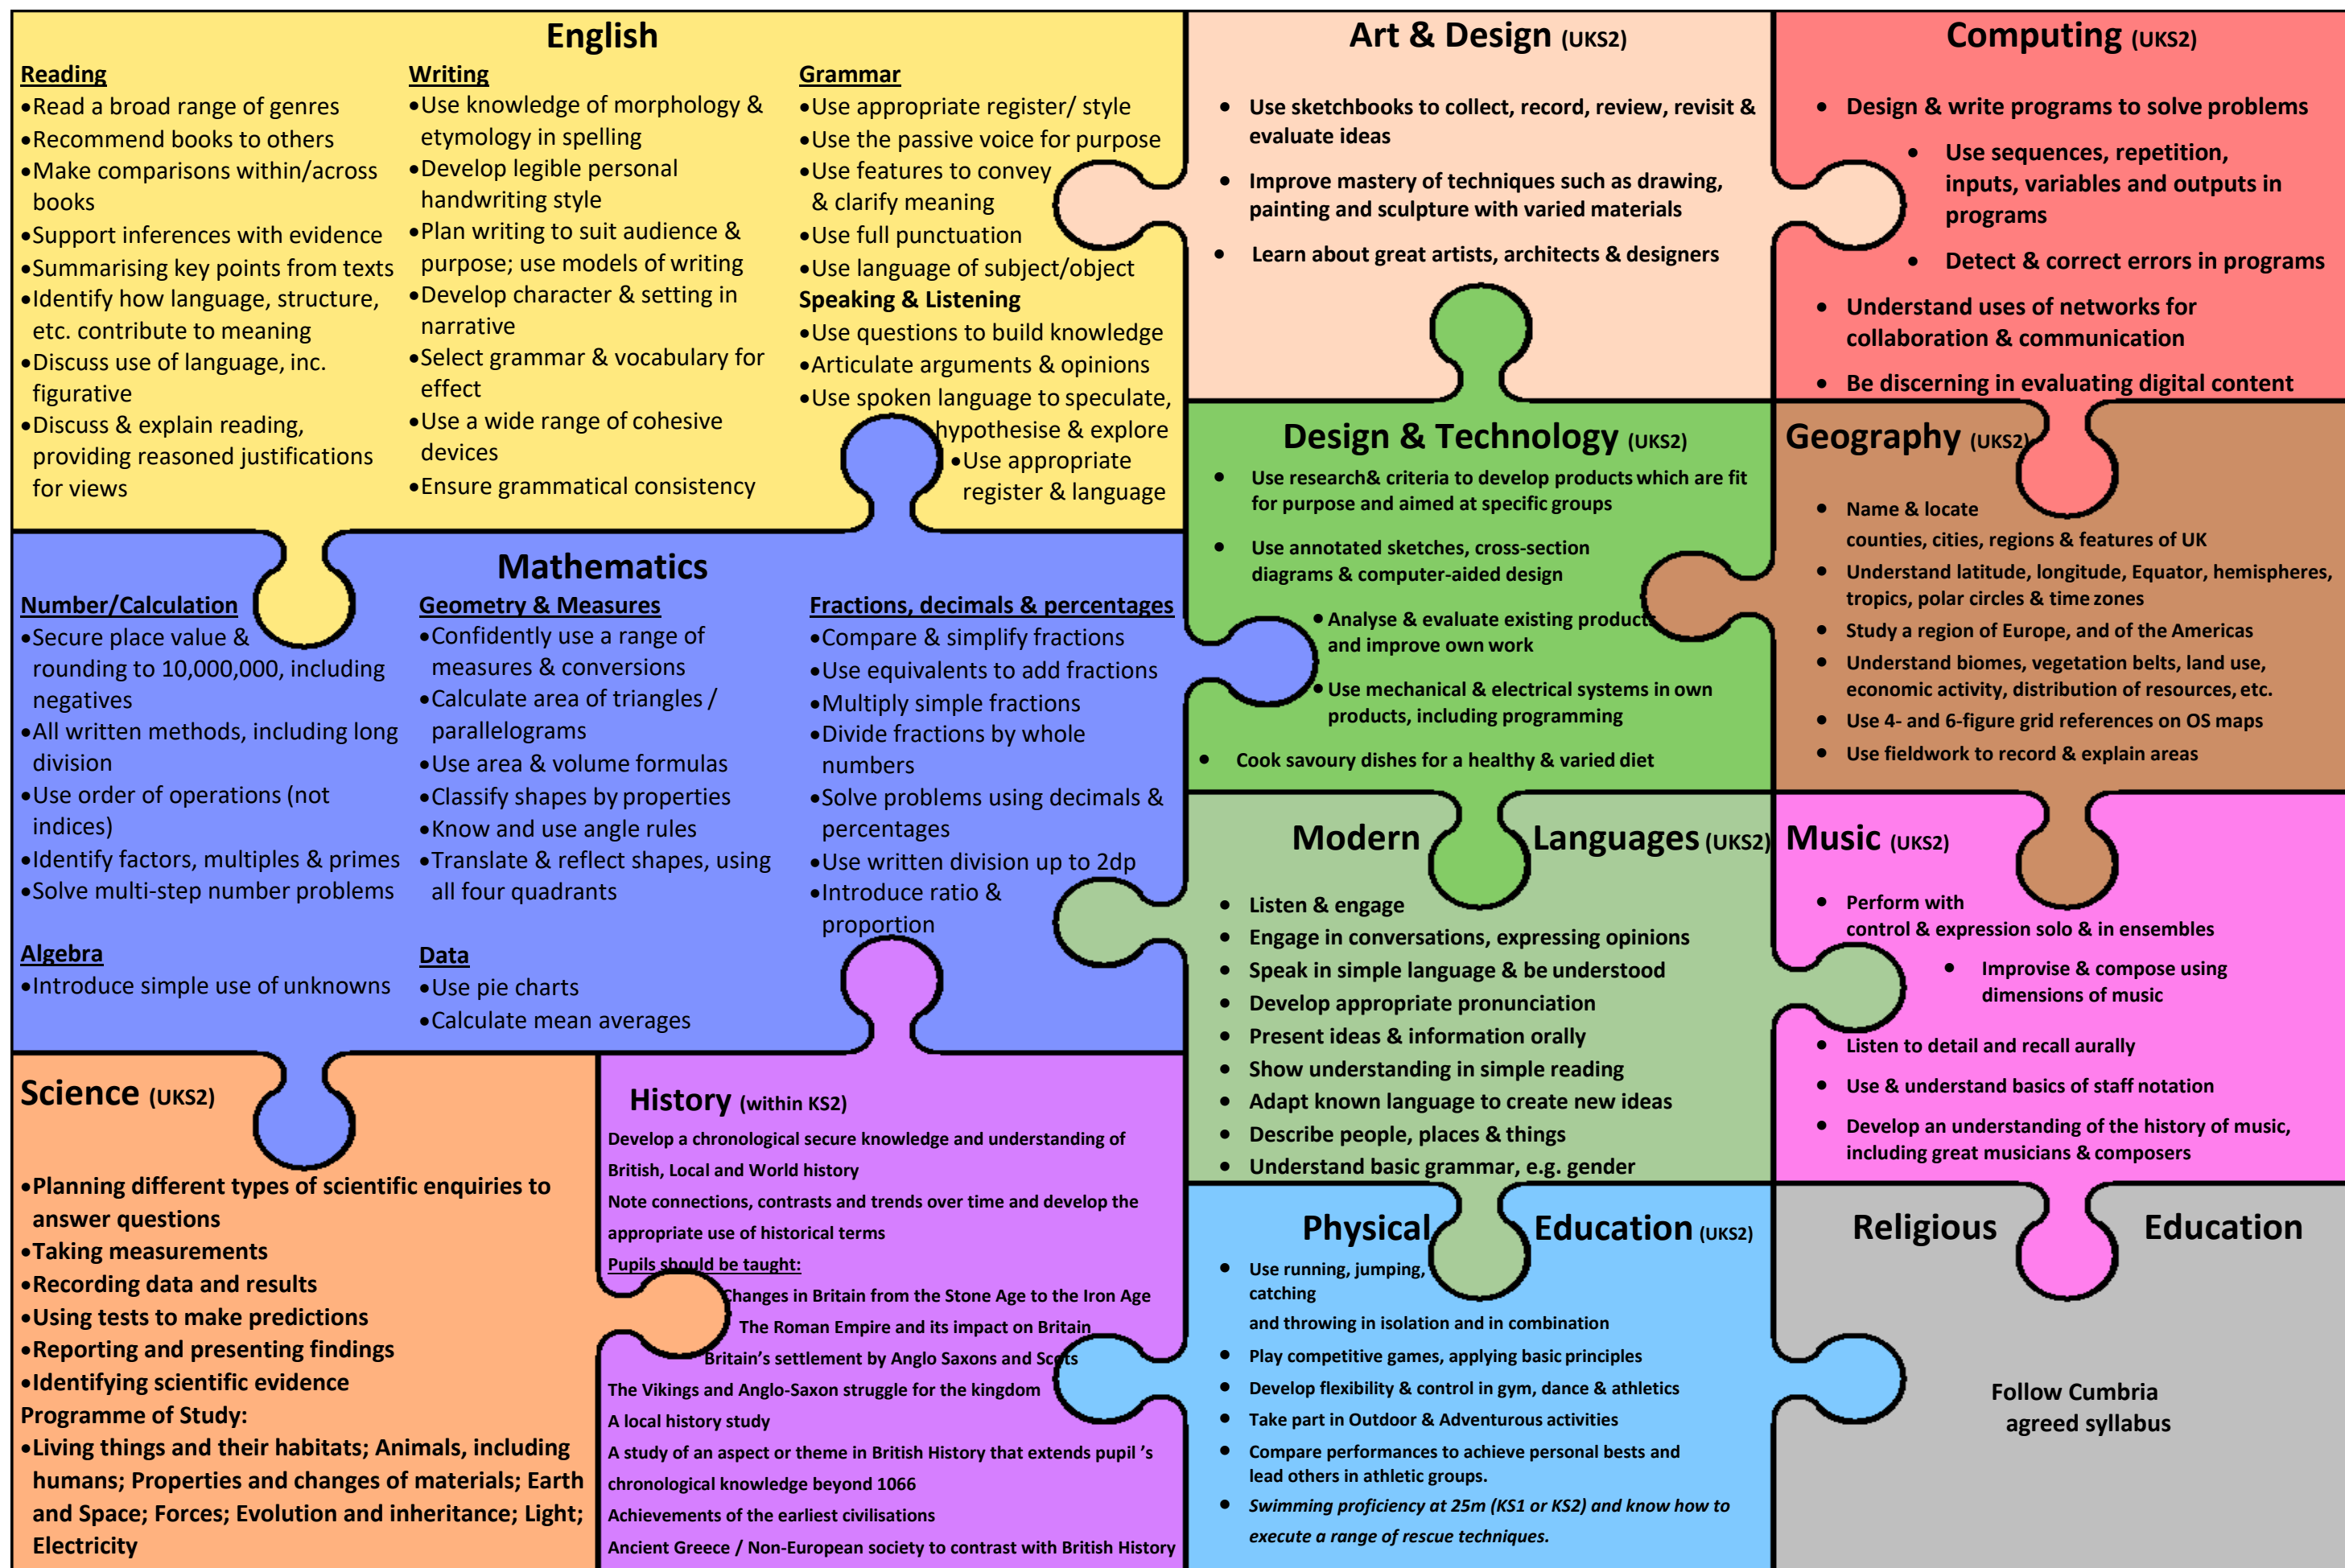 English
Reading
•Read a broad range of genres
•Recommend books to others
•Make comparisons within/across
books
•Support inferences with evidence
•Summarising key points from texts
•Identify how language, structure,
etc. contribute to meaning
•Discuss use of language, inc.
figurative
•Discuss & explain reading,
providing reasoned justifications
for views
Writing
•Use knowledge of morphology &
etymology in spelling
•Develop legible personal
handwriting style
•Plan writing to suit audience &
purpose; use models of writing
•Develop character & setting in
narrative
•Select grammar & vocabulary for
effect
•Use a wide range of cohesive
devices
•Ensure grammatical consistency
Grammar
•Use appropriate register/ style
•Use the passive voice for purpose
•Use features to convey
& clarify meaning
•Use full punctuation
•Use language of subject/object
Speaking & Listening
•Use questions to build knowledge
•Articulate arguments & opinions
•Use spoken language to speculate,
hypothesise & explore
•Use appropriate
register & language
Art & Design (UKS2)
• Use sketchbooks to collect, record, review, revisit &
evaluate ideas
• Improve mastery of techniques such as drawing,
painting and sculpture with varied materials
• Learn about great artists, architects & designers
Computing (UKS2)
• Design & write programs to solve problems
• Use sequences, repetition,
inputs, variables and outputs in
programs
• Detect & correct errors in programs
• Understand uses of networks for
collaboration & communication
• Be discerning in evaluating digital content
Mathematics
Number/Calculation
•Secure place value &
rounding to 10,000,000, including
negatives
•All written methods, including long
division
•Use order of operations (not
indices)
•Identify factors, multiples & primes
•Solve multi-step number problems
Algebra
•Introduce simple use of unknowns
Geometry & Measures
•Confidently use a range of
measures & conversions
•Calculate area of triangles /
parallelograms
•Use area & volume formulas
•Classify shapes by properties
•Know and use angle rules
•Translate & reflect shapes, using
all four quadrants
Data
•Use pie charts
•Calculate mean averages
Fractions, decimals & percentages
•Compare & simplify fractions
•Use equivalents to add fractions
•Multiply simple fractions
•Divide fractions by whole
numbers
•Solve problems using decimals &
percentages
•Use written division up to 2dp
•Introduce ratio &
proportion
Design & Technology (UKS2)
• Use research& criteria to develop products which are fit
for purpose and aimed at specific groups
• Use annotated sketches, cross-section
diagrams & computer-aided design
• Analyse & evaluate existing products
and improve own work
• Use mechanical & electrical systems in own
products, including programming
• Cook savoury dishes for a healthy & varied diet
Geography (UKS2)
• Name & locate
counties, cities, regions & features of UK
• Understand latitude, longitude, Equator, hemispheres,
tropics, polar circles & time zones
• Study a region of Europe, and of the Americas
• Understand biomes, vegetation belts, land use,
economic activity, distribution of resources, etc.
• Use 4- and 6-figure grid references on OS maps
• Use fieldwork to record & explain areas
Modern Languages (UKS2)
• Listen & engage
• Engage in conversations, expressing opinions
• Speak in simple language & be understood
• Develop appropriate pronunciation
• Present ideas & information orally
• Show understanding in simple reading
• Adapt known language to create new ideas
• Describe people, places & things
• Understand basic grammar, e.g. gender
Music (UKS2)
• Perform with
control & expression solo & in ensembles
• Improvise & compose using
dimensions of music
• Listen to detail and recall aurally
• Use & understand basics of staff notation
• Develop an understanding of the history of music,
including great musicians & composers
Science (UKS2)
•Planning different types of scientific enquiries to
answer questions
•Taking measurements
•Recording data and results
•Using tests to make predictions
•Reporting and presenting findings
•Identifying scientific evidence
Programme of Study:
•Living things and their habitats; Animals, including
humans; Properties and changes of materials; Earth
and Space; Forces; Evolution and inheritance; Light;
Electricity
History (within KS2)
Develop a chronological secure knowledge and understanding of
British, Local and World history
Note connections, contrasts and trends over time and develop the
appropriate use of historical terms
Pupils should be taught:
Changes in Britain from the Stone Age to the Iron Age
The Roman Empire and its impact on Britain
Britain's settlement by Anglo Saxons and Scots
The Vikings and Anglo-Saxon struggle for the kingdom
A local history study
A study of an aspect or theme in British History that extends pupil 's
chronological knowledge beyond 1066
Achievements of the earliest civilisations
Ancient Greece / Non-European society to contrast with British History
Physical Education (UKS2)
• Use running, jumping,
catching
and throwing in isolation and in combination
• Play competitive games, applying basic principles
• Develop flexibility & control in gym, dance & athletics
• Take part in Outdoor & Adventurous activities
• Compare performances to achieve personal bests and
lead others in athletic groups.
• Swimming proficiency at 25m (KS1 or KS2) and know how to
execute a range of rescue techniques.
Religious Education
Follow Cumbria
agreed syllabus